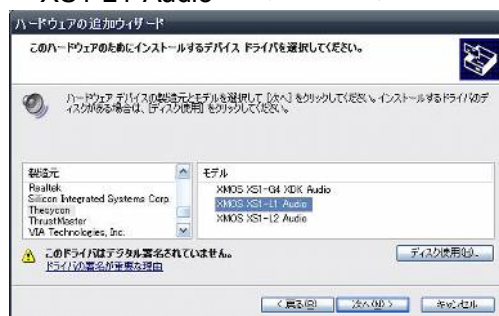 ハードウェアの追加ウィザード
このハードウェアのためにインストールするデバイス ドライバを選択してください。
ハードウェア デバイスの製造元とモデルを選択して [次へ] をクリックしてください。インストールするドライバのデ
ィスクがある場合は、[ディスク使用] をクリックしてください。
製造元
Realtek
Silicon Integrated Systems Corp.
Thesycon
ThrustMaster
VIA Technologies, Inc.
モデル
XMOS XS1-G4 XDK Audio
XMOS XS1-L1 Audio
XMOS XS1-L2 Audio
このドライバはデジタル署名されていません。
ドライバの署名が重要な理由
ディスク使用(H)...
< 戻る(B)
次へ(N) >
キャンセル